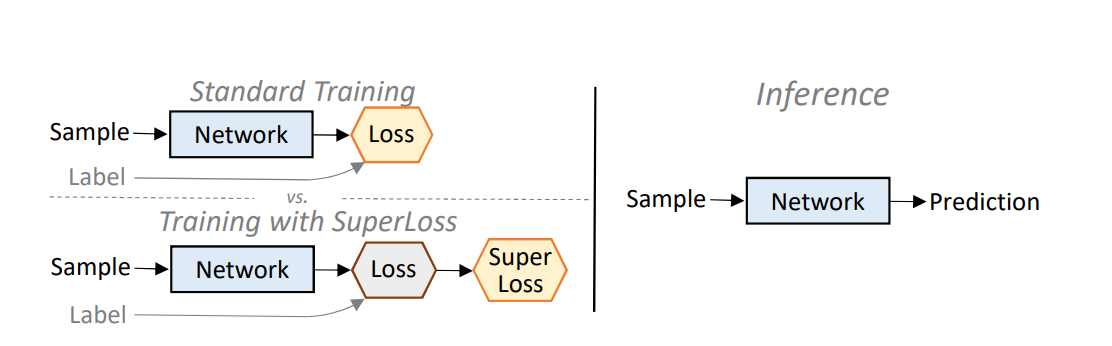 Standard Training
Sample
Network
Loss
Label
vs.
Training with SuperLoss
Sample
Network
Loss
Super
Loss
Label
Inference
Sample
Network
Prediction